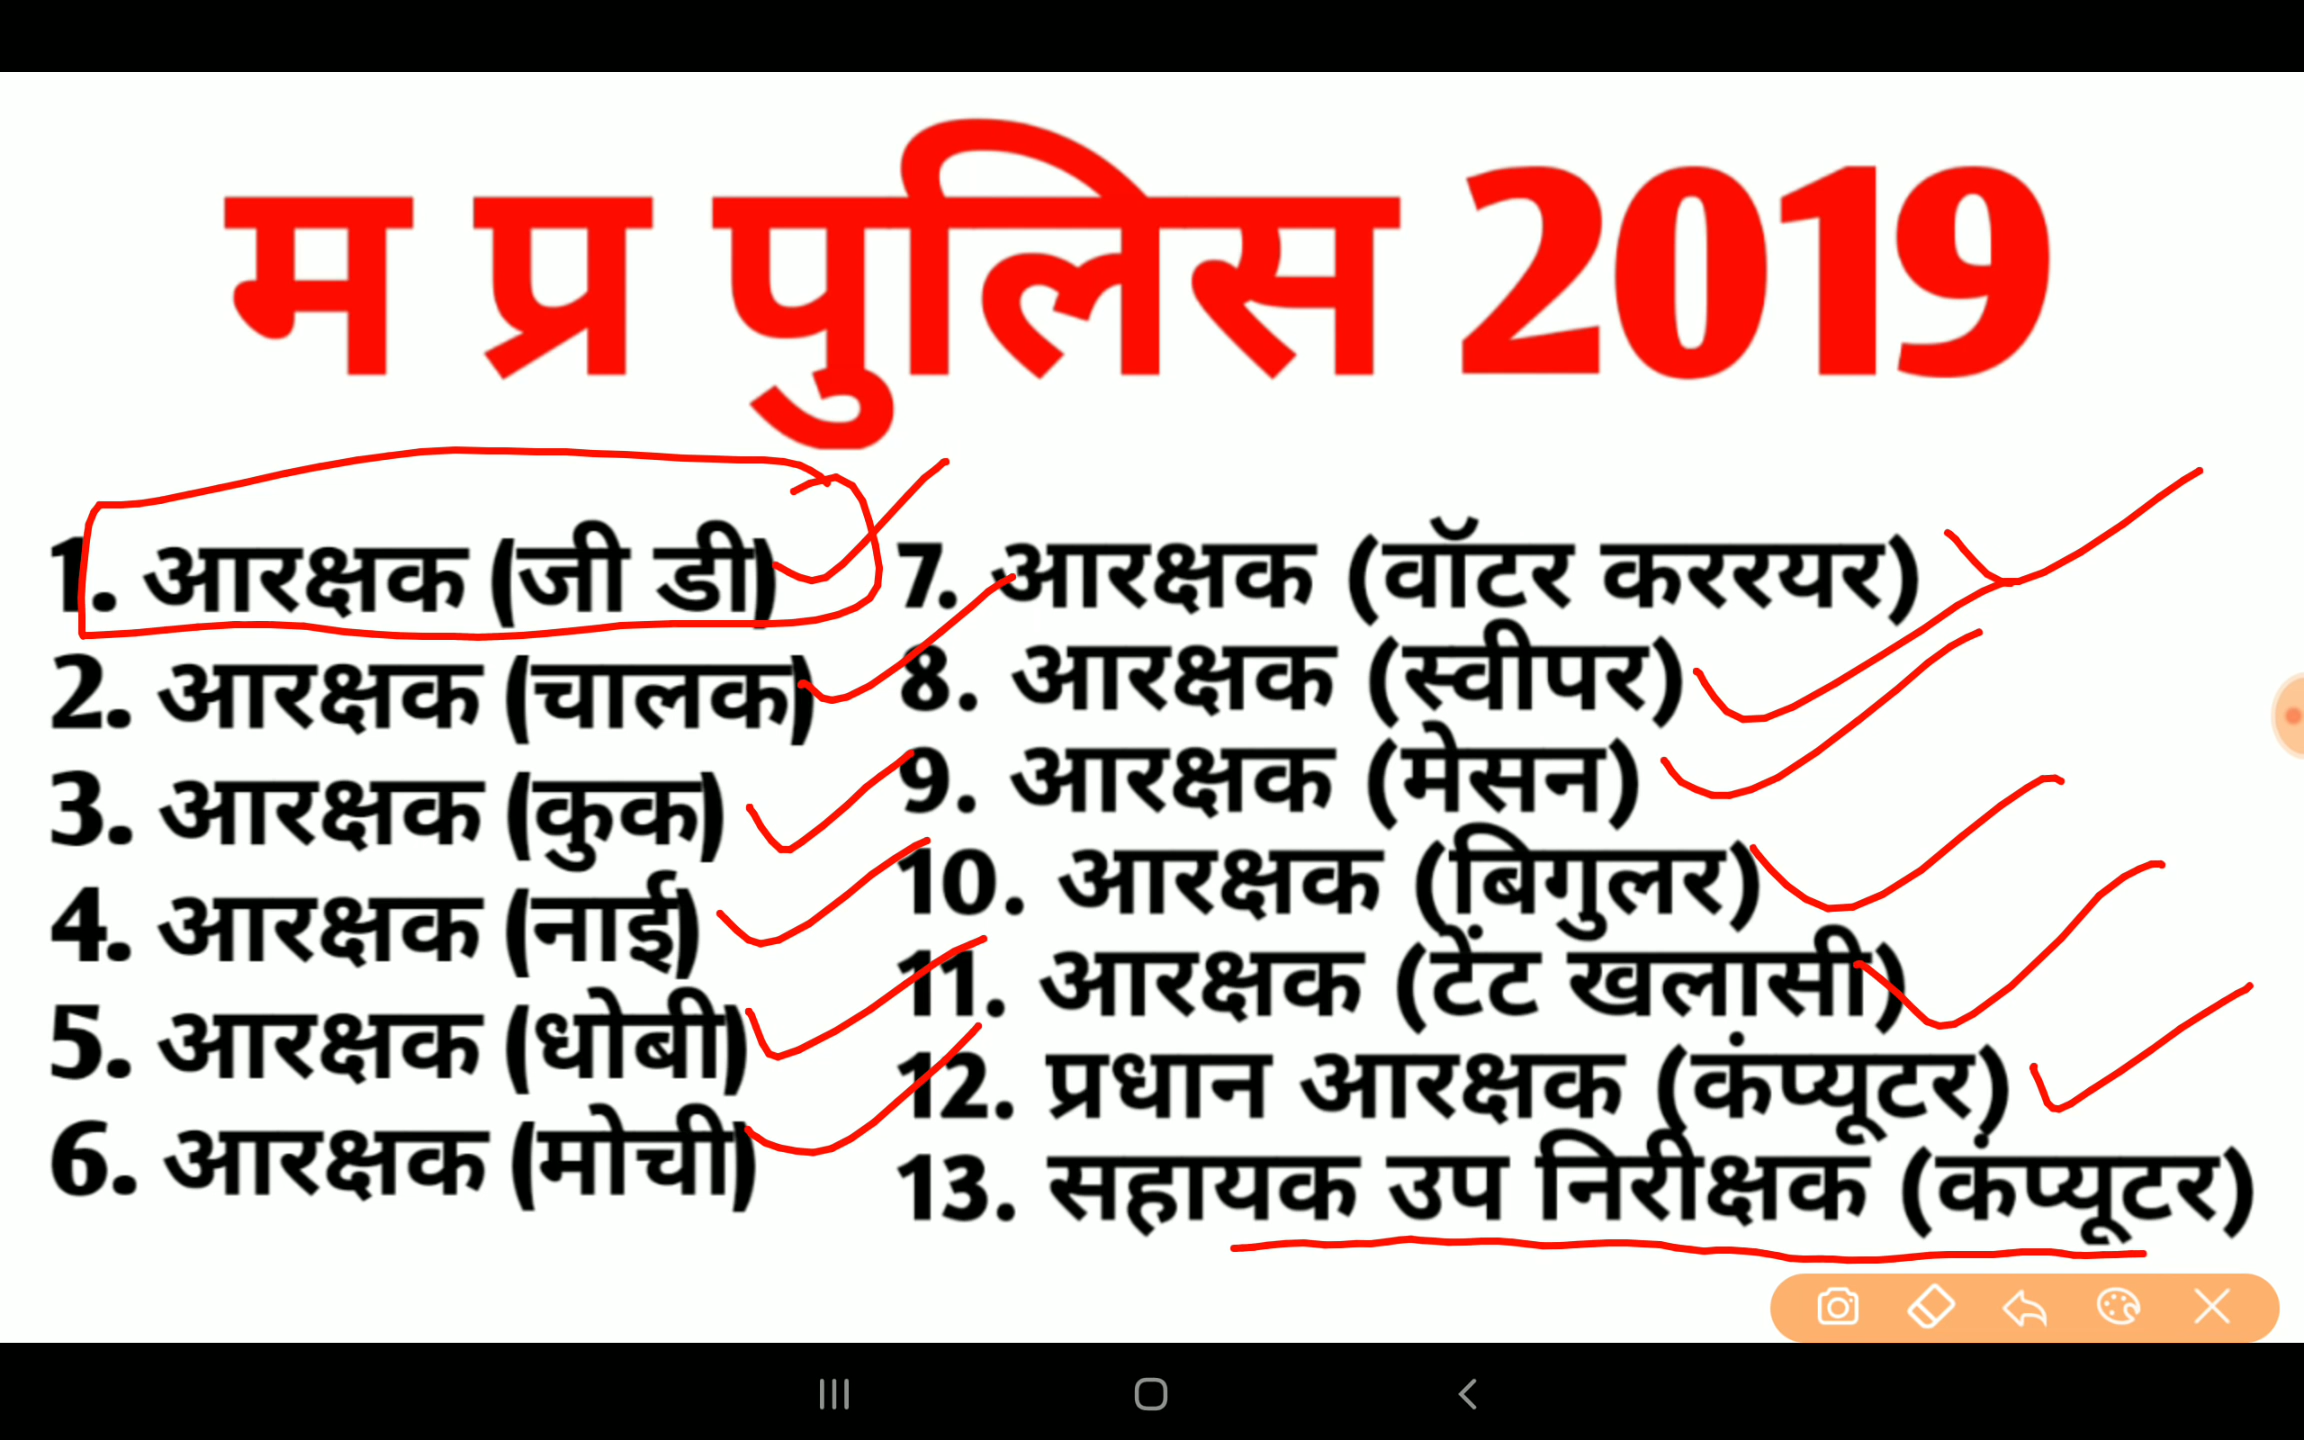 म प्र पुलिस 2019
1. आरक्षक (जी डी)
2. आरक्षक (चालक)
3. आरक्षक (कुक)
4. आरक्षक (नाई)
5. आरक्षक (धोबी)
6. आरक्षक (मोची)
7. आरक्षक (वॉटर कररयर)
8. आरक्षक (स्वीपर)
9. आरक्षक (मेसन)
10. आरक्षक (बिगुलर)
11. आरक्षक (टेंट खलासी)
12. प्रधान आरक्षक (कंप्यूटर)
13. सहायक उप निरीक्षक (कंप्यूटर)